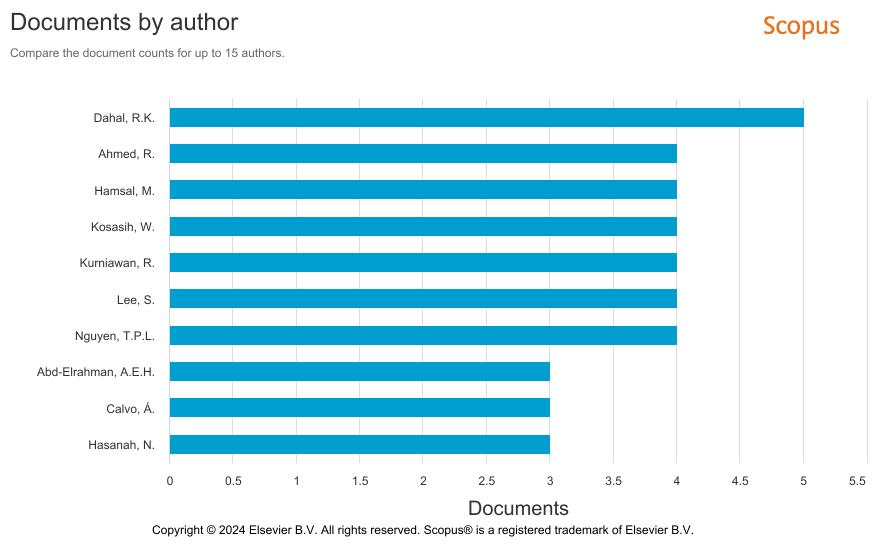 Documents by author
Scopus
Compare the document counts for up to 15 authors.
Dahal, R.K.
Ahmed, R.
Hamsal, M.
Kosasih, W.
Kurniawan, R.
Lee, S.
Nguyen, T.P.L.
Abd-Elrahman, A.E.H.
Calvo, Á.
Hasanah, N.
0 0.5 1 1.5 2 2.5 3 3.5 4 4.5 5 5.5
Documents
Copyright © 2024 Elsevier B.V. All rights reserved. Scopus® is a registered trademark of Elsevier B.V.